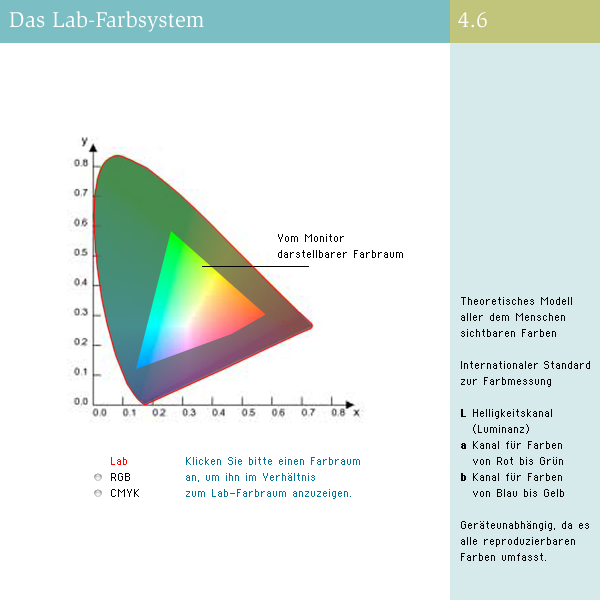 Das Lab-Farbsystem
4.6
y
0.8
0.7
0.6
0.5
0.4
0.3
0.2
0.1
0.0
0.0 0.1 0.2 0.3 0.4 0.5 0.6 0.7 0.8 x
Vom Monitor
darstellbarer Farbraum
Lab
RGB
CMYK
Klicken Sie bitte einen Farbraum
an, um ihn im Verhältnis
zum Lab-Farbraum anzuzeigen.
Theoretisches Modell
aller dem Menschen
sichtbaren Farben
Internationaler Standard
zur Farbmessung
L Helligkeitskanal
(Luminanz)
a Kanal für Farben
von Rot bis Grün
b Kanal für Farben
von Blau bis Gelb
Geräteunabhängig, da es
alle reproduzierbaren
Farben umfasst.